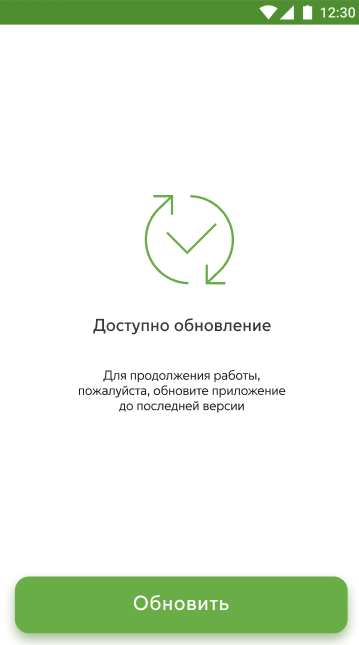 12:30
Доступно обновление
Для продолжения работы,
пожалуйста, обновите приложение
до последней версии
Обновить